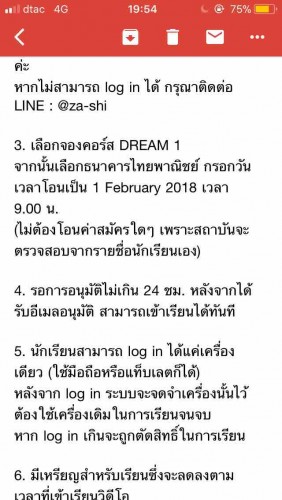 dtac 4G 19:54 75%
ค่ะ
หากไม่สามารถ log in ได้ กรุณาติดต่อ
LINE : @za-shi
3. เลือกจองคอร์ส DREAM 1
จากนั้นเลือกธนาคารไทยพาณิชย์ กรอกวัน
เวลาโอนเป็น 1 February 2018 เวลา
9.00 น.
(ไม่ต้องโอนค่าสมัครใดๆ เพราะสถาบันจะ
ตรวจสอบจากรายชื่อนักเรียนเอง)
4. รอการอนุมัติไม่เกิน 24 ชม. หลังจากได้
รับอีเมลอนุมัติ สามารถเข้าเรียนได้ทันที
5. นักเรียนสามารถ log in ได้แค่เครื่อง
เดียว (ใช้มือถือหรือแท็บเลตก็ได้)
หลังจาก log in ระบบจะจดจำเครื่องนั้นไว้
ต้องใช้เครื่องเดิมในการเรียนจนจบ
หาก log in เกินจะถูกตัดสิทธิ์ในการเรียน
6. มีเหรียญสำหรับเรียนซึ่งจะลดลงตาม
เวลาที่เข้าเรียนวิดีโอ